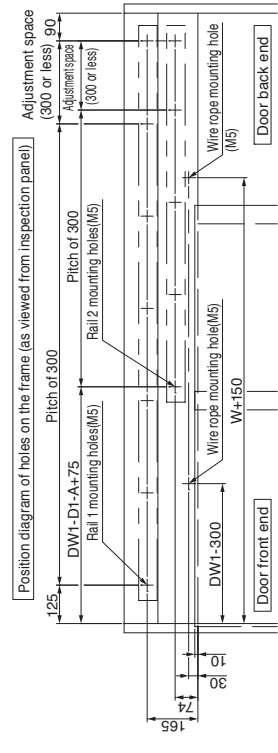 Position diagram of holes on the frame (as viewed from inspection panel)
Adjustment space
(300 or less)
90
125
Pitch of 300
Adjustment space
(300 or less)
DW1-D1-A+75
Pitch of 300
Rail 1 mounting holes(M5)
Rail 2 mounting holes(M5)
Wire rope mounting hole(M5)
Wire rope mounting hole
(M5)
DW1-300
W+150
Door front end
Door back end
165
74
30
10